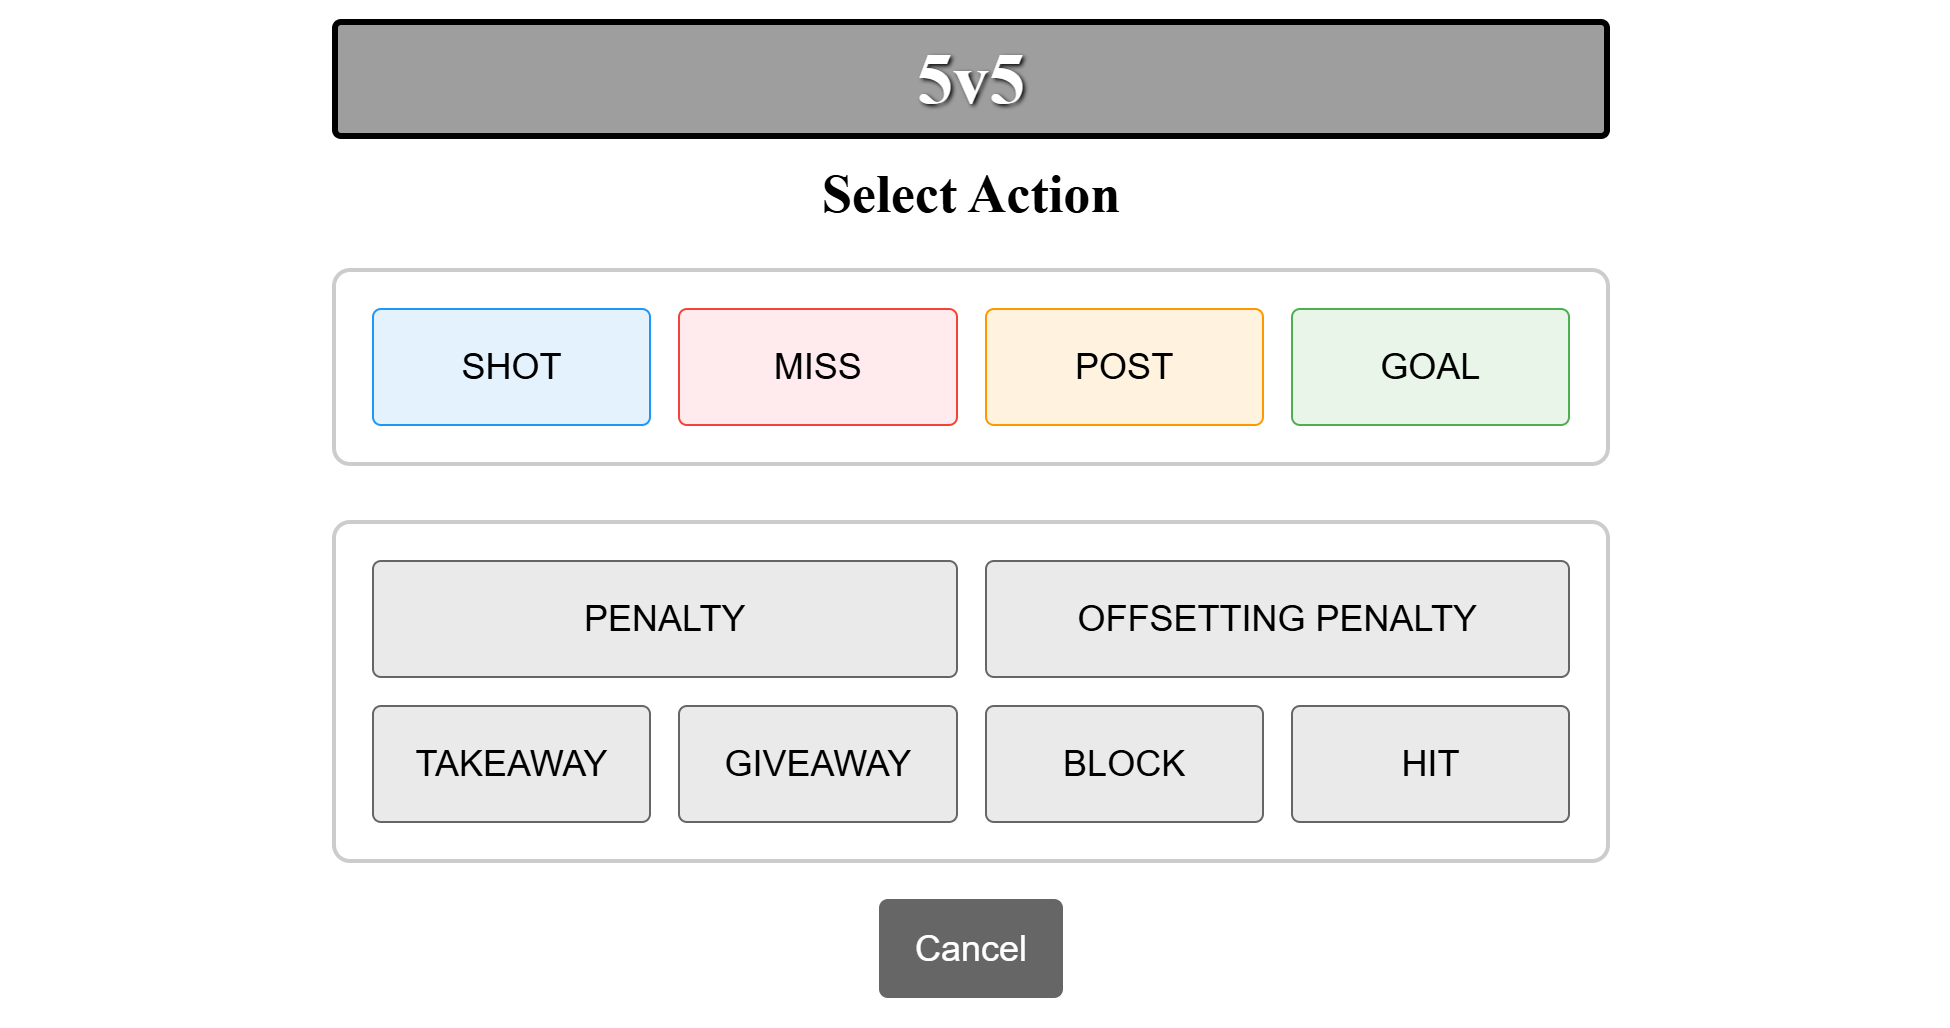 5v5
Select Action
SHOT MISS POST GOAL
PENALTY OFFSETTING PENALTY
TAKEAWAY GIVEAWAY BLOCK HIT
Cancel